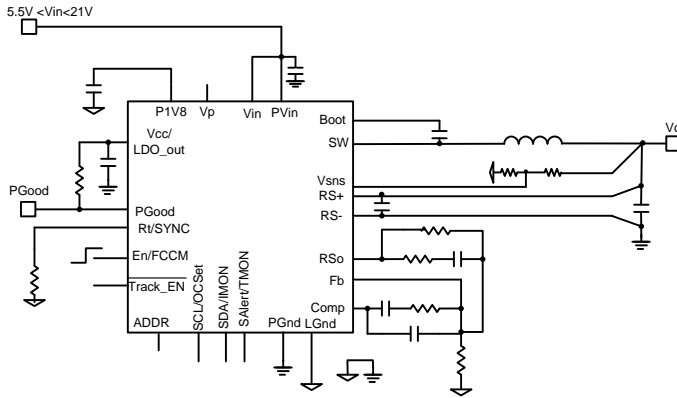 5.5V <Vin<21V
P1V8
Vp
Vin
PVin
Boot
Vcc/
LDO_out
SW
Vsns
PGood
RS+
RS-
PGood
Rt/SYNC
En/FCCM
RSo
Track_EN
Fb
Comp
ADDR
SCL/OCSet
SDA/IMON
SAlert/TMON
PGnd
LGnd